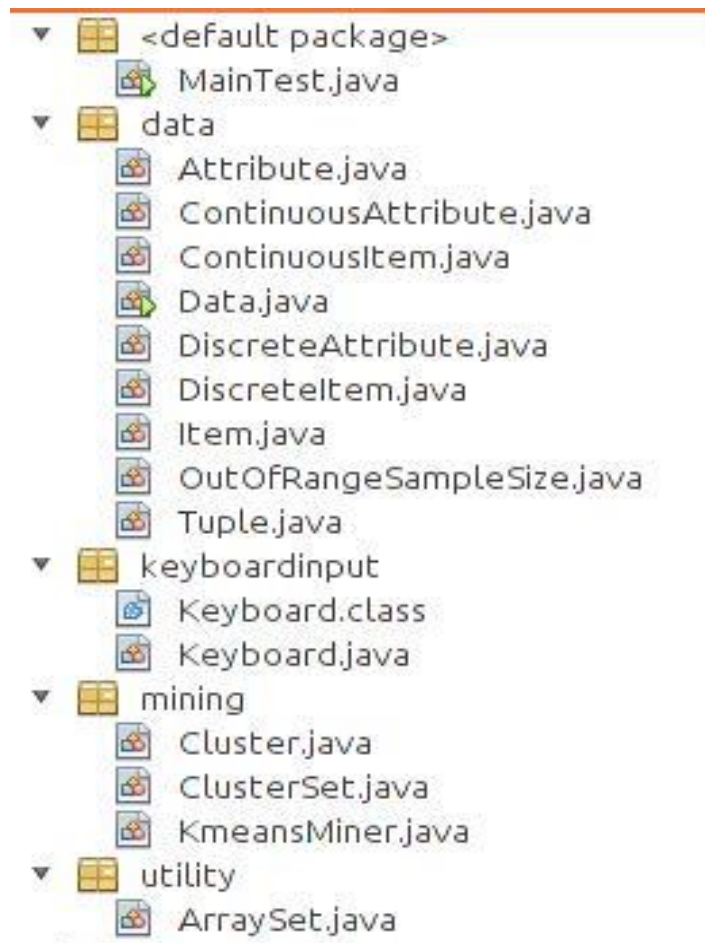 <default package>
MainTest.java
data
Attribute.java
ContinuousAttribute.java
ContinuousItem.java
Data.java
DiscreteAttribute.java
DiscreteItem.java
Item.java
OutOfRangeSampleSize.java
Tuple.java
keyboardinput
Keyboard.class
Keyboard.java
mining
Cluster.java
ClusterSet.java
KmeansMiner.java
utility
ArraySet.java